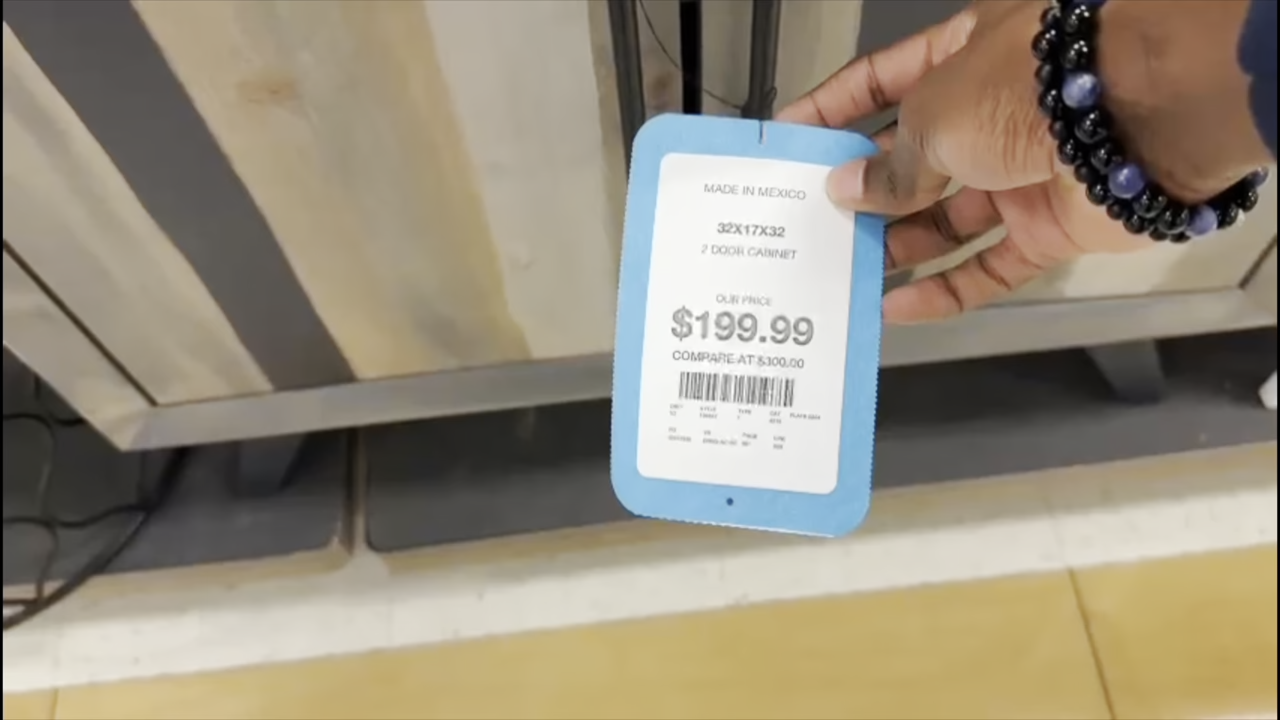 MADE IN MEXICO
32X17X32
2 DOOR CABINET
OUR PRICE
$199.99
COMPARE AT $300.00